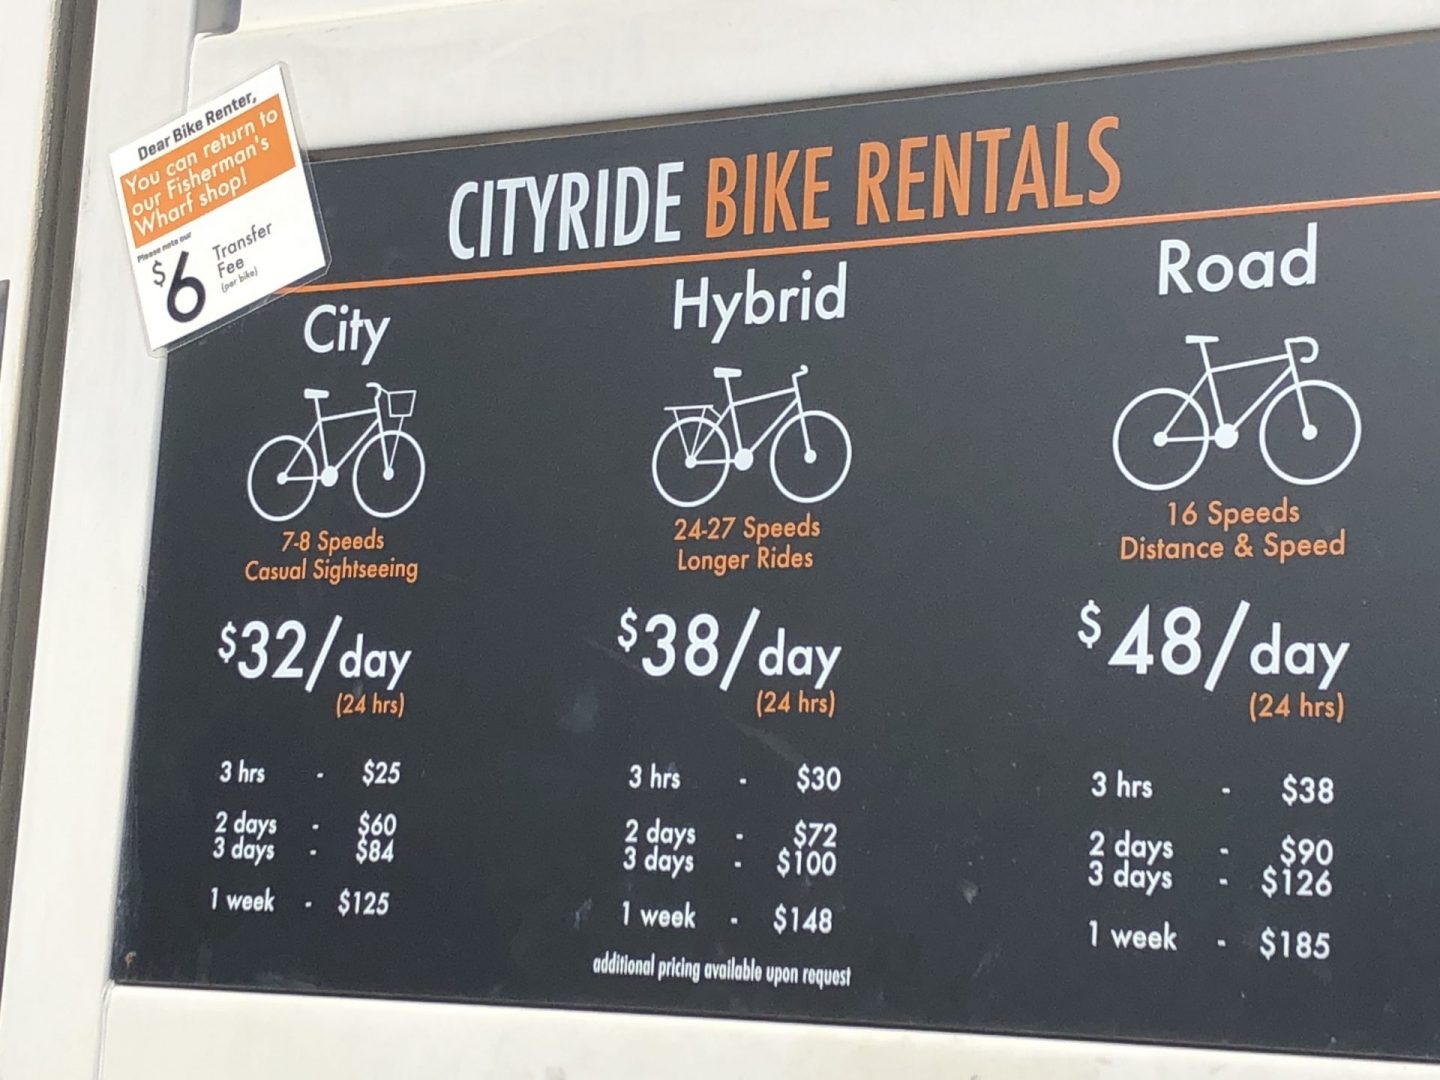 Dear Bike Renter,
You can return to
our Fisherman's
Wharf shop!
Please note our
$6
Transfer
Fee
(per bike)
CITYRIDE BIKE RENTALS
City
7-8 Speeds
Casual Sightseeing
$32/day
(24 hrs)
3 hrs - $25
2 days - $60
3 days - $84
1 week - $125
Hybrid
24-27 Speeds
Longer Rides
$38/day
(24 hrs)
3 hrs - $30
2 days - $72
3 days - $100
1 week - $148
additional pricing available upon request
Road
16 Speeds
Distance & Speed
$48/day
(24 hrs)
3 hrs - $38
2 days - $90
3 days - $126
1 week - $185